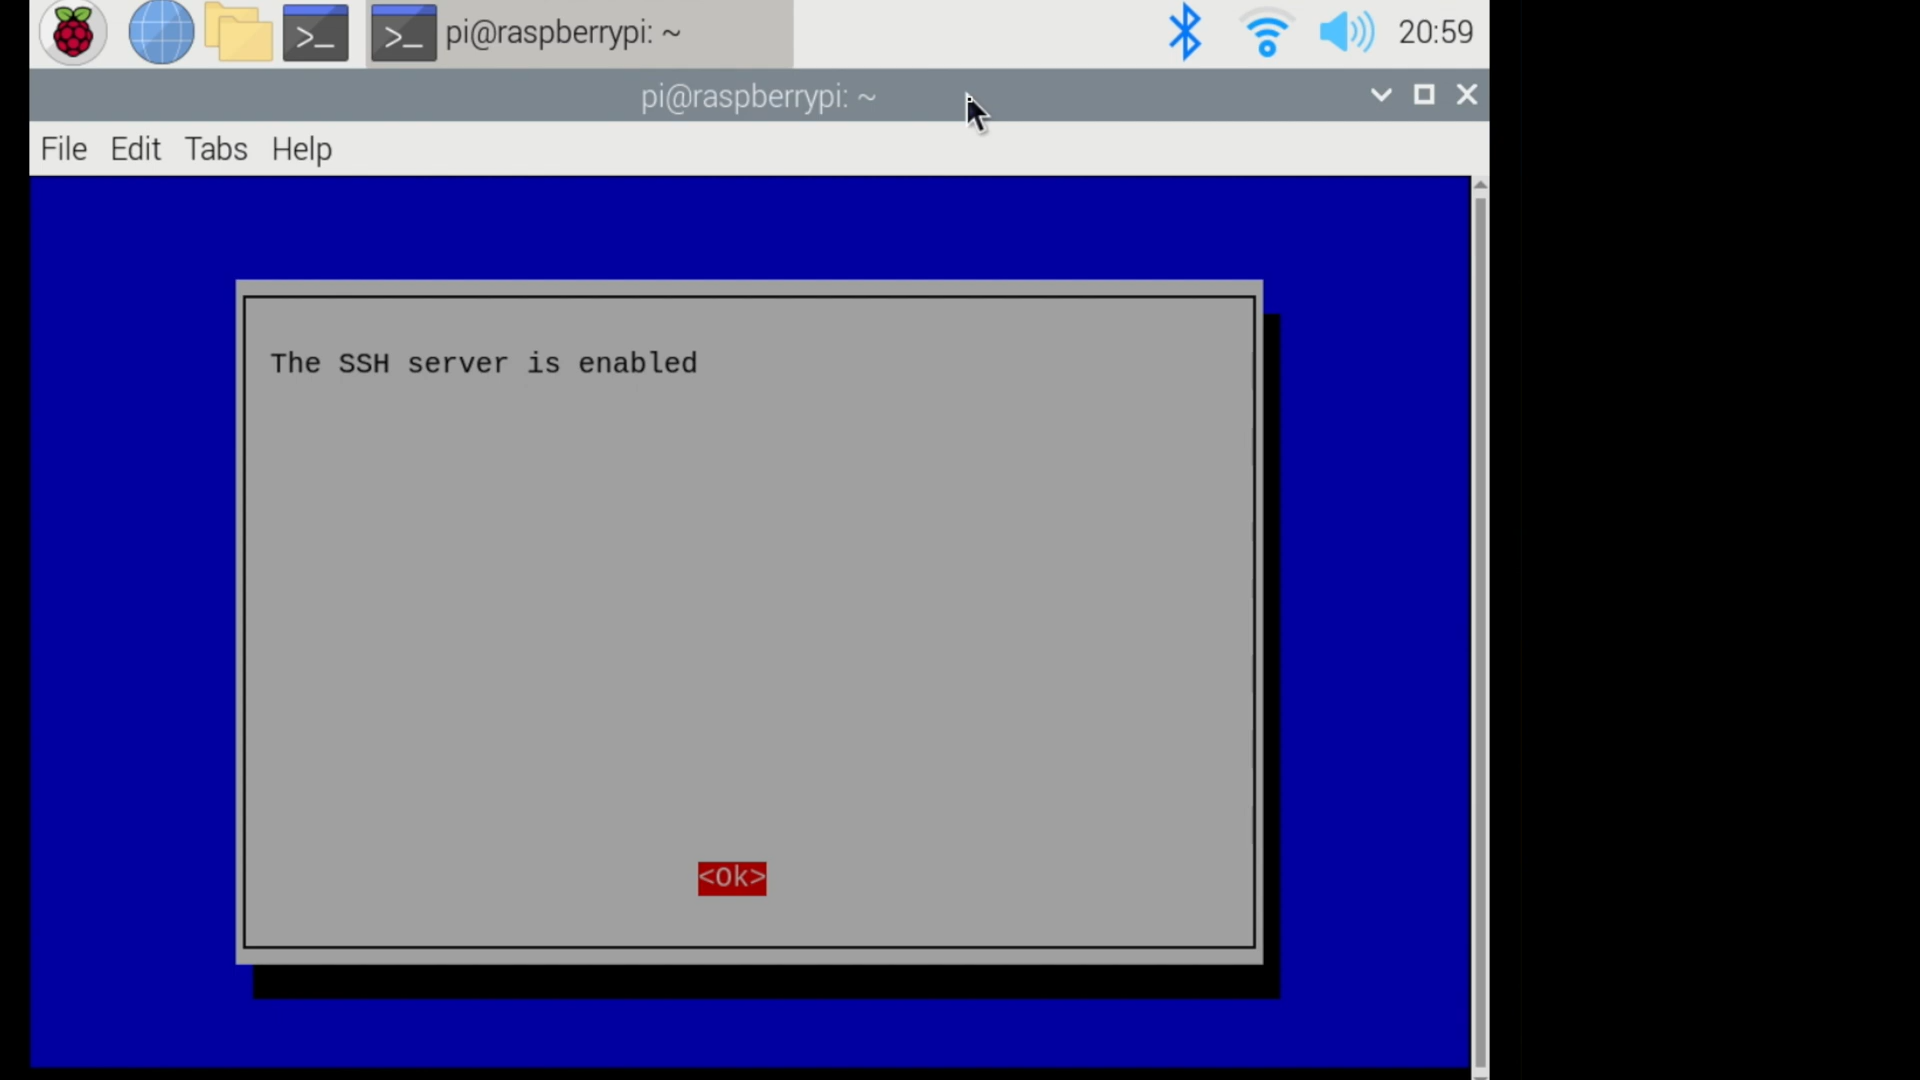 pi@raspberrypi: ~
20:59
pi@raspberrypi: ~
File Edit Tabs Help
The SSH server is enabled
<Ok>